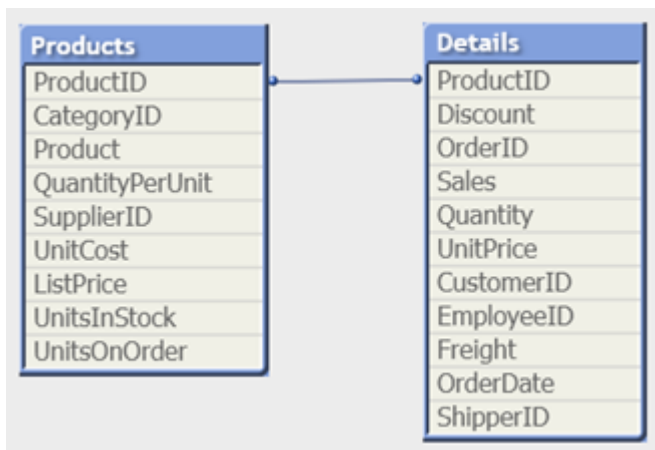 Products
ProductID
CategoryID
Product
QuantityPerUnit
SupplierID
UnitCost
ListPrice
UnitsInStock
UnitsOnOrder
Details
ProductID
Discount
OrderID
Sales
Quantity
UnitPrice
CustomerID
EmployeeID
Freight
OrderDate
ShipperID